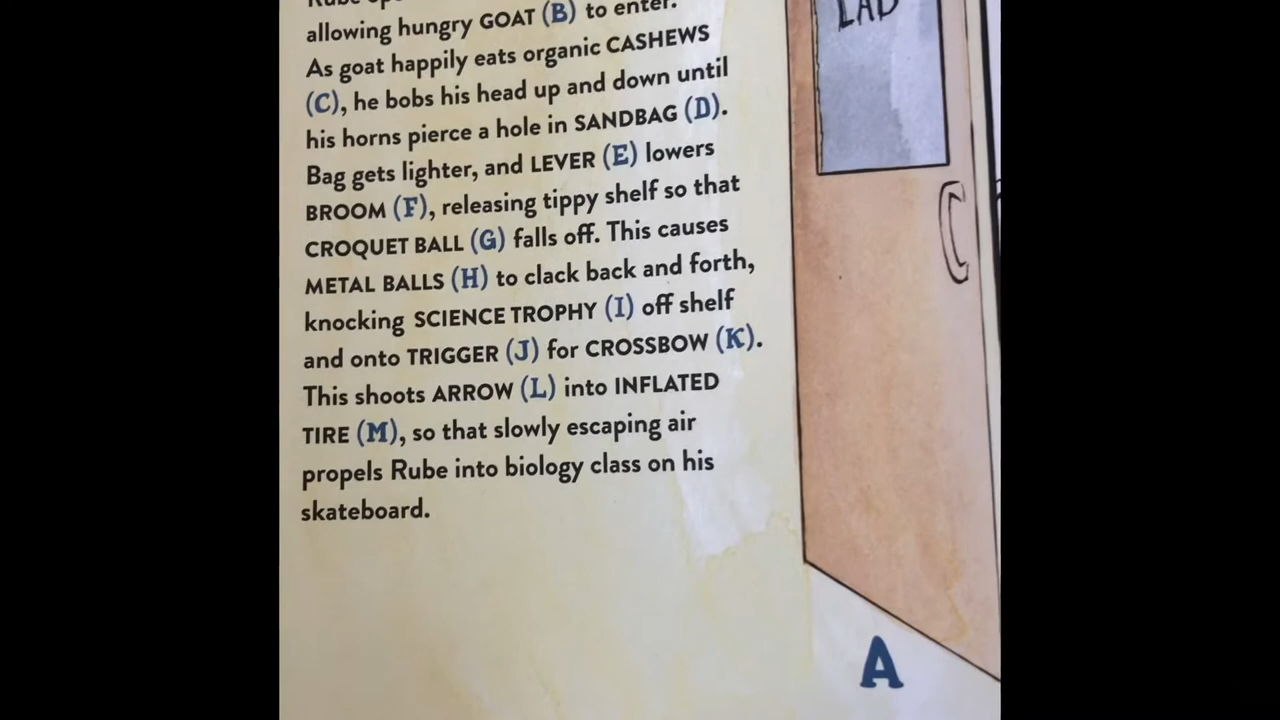 allowing hungry GOAT (B) to enter.
As goat happily eats organic CASHEWS
(C), he bobs his head up and down until
his horns pierce a hole in SANDBAG (D).
Bag gets lighter, and LEVER (E) lowers
BROOM (F), releasing tippy shelf so that
CROQUET BALL (G) falls off. This causes
METAL BALLS (H) to clack back and forth,
knocking SCIENCE TROPHY (I) off shelf
and onto TRIGGER (J) for CROSSBOW (K).
This shoots ARROW (L) into INFLATED
TIRE (M), so that slowly escaping air
propels Rube into biology class on his
skateboard.
LAB
A